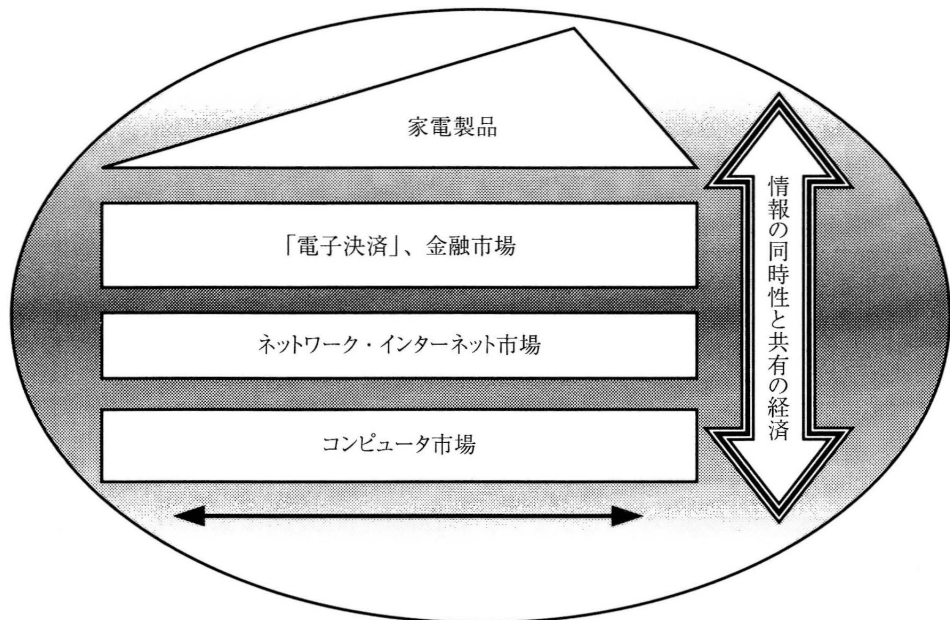 家電製品
「電子決済」、金融市場
ネットワーク・インターネット市場
コンピュータ市場
情報の同時性と共有の経済